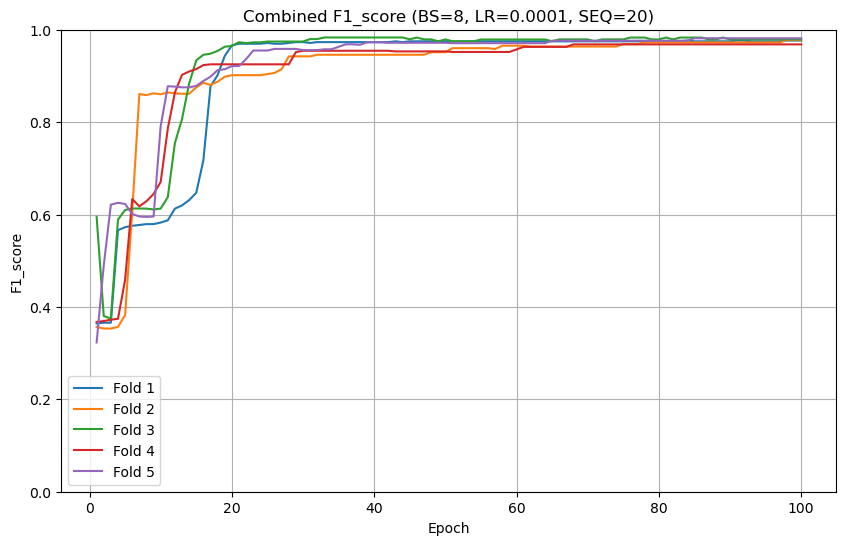 Combined F1_score (BS=8, LR=0.0001, SEQ=20)
1.0
0.8
0.6
0.4
0.2
0.0
F1_score
Fold 1
Fold 2
Fold 3
Fold 4
Fold 5
0 20 40 60 80 100
Epoch